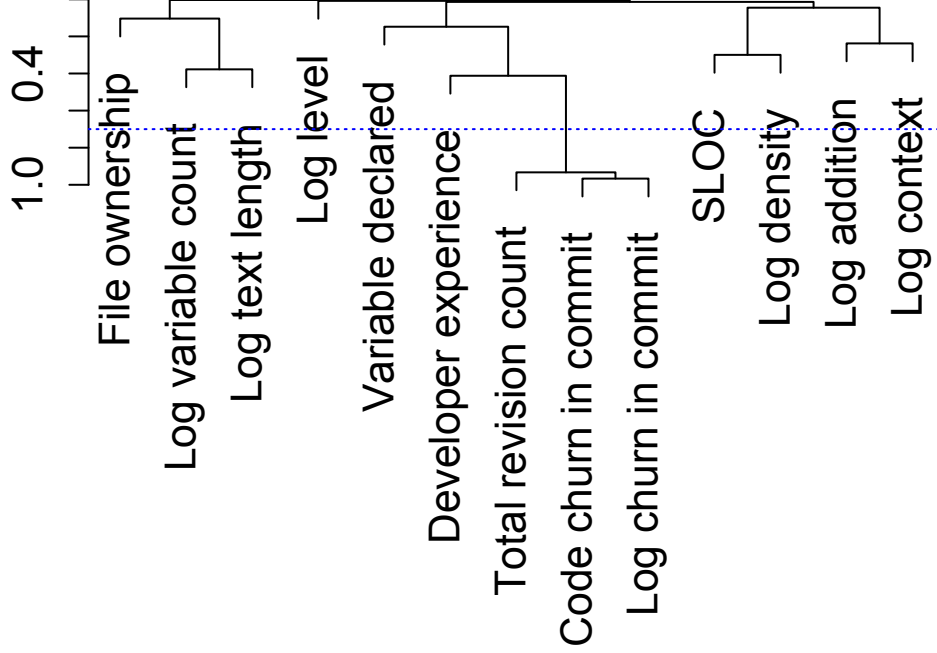 0.4
1.0
File ownership
Log variable count
Log text length
Log level
Variable declared
Developer experience
Total revision count
Code churn in commit
Log churn in commit
SLOC
Log density
Log addition
Log context